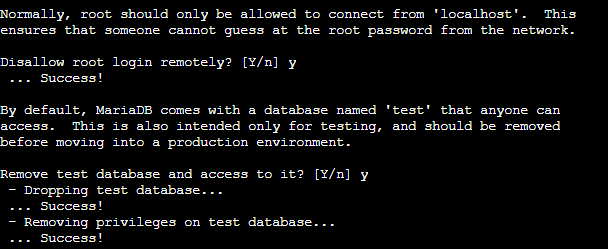 Normally, root should only be allowed to connect from 'localhost'.  This
ensures that someone cannot guess at the root password from the network.
Disallow root login remotely? [Y/n] y
 ... Success!
By default, MariaDB comes with a database named 'test' that anyone can
access.  This is also intended only for testing, and should be removed
before moving into a production environment.
Remove test database and access to it? [Y/n] y
 - Dropping test database...
 ... Success!
 - Removing privileges on test database...
 ... Success!